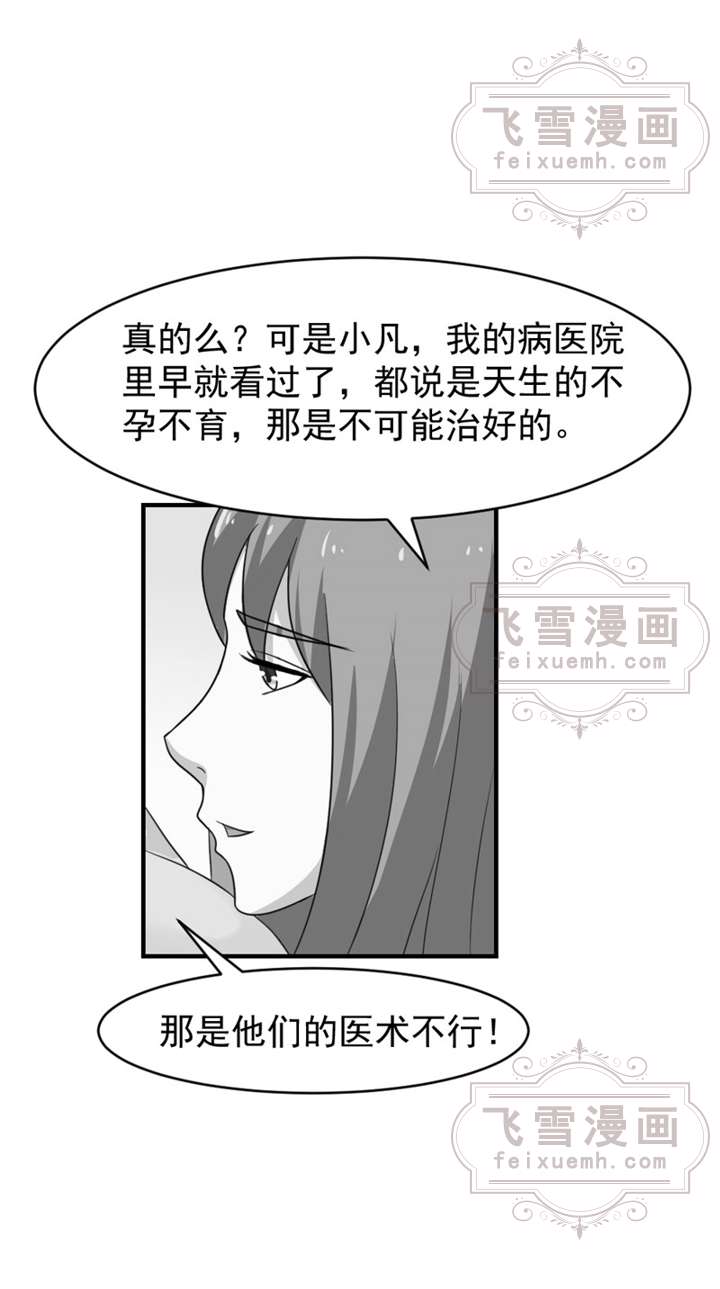 飞雪漫画
feixuemh.com
真的么？可是小凡，我的病医院
里早就看过了，都说是天生的不
孕不育，那是不可能治好的。
飞雪漫画
feixuemh.com
那是他们的医术不行！
飞雪漫画
feixuemh.com